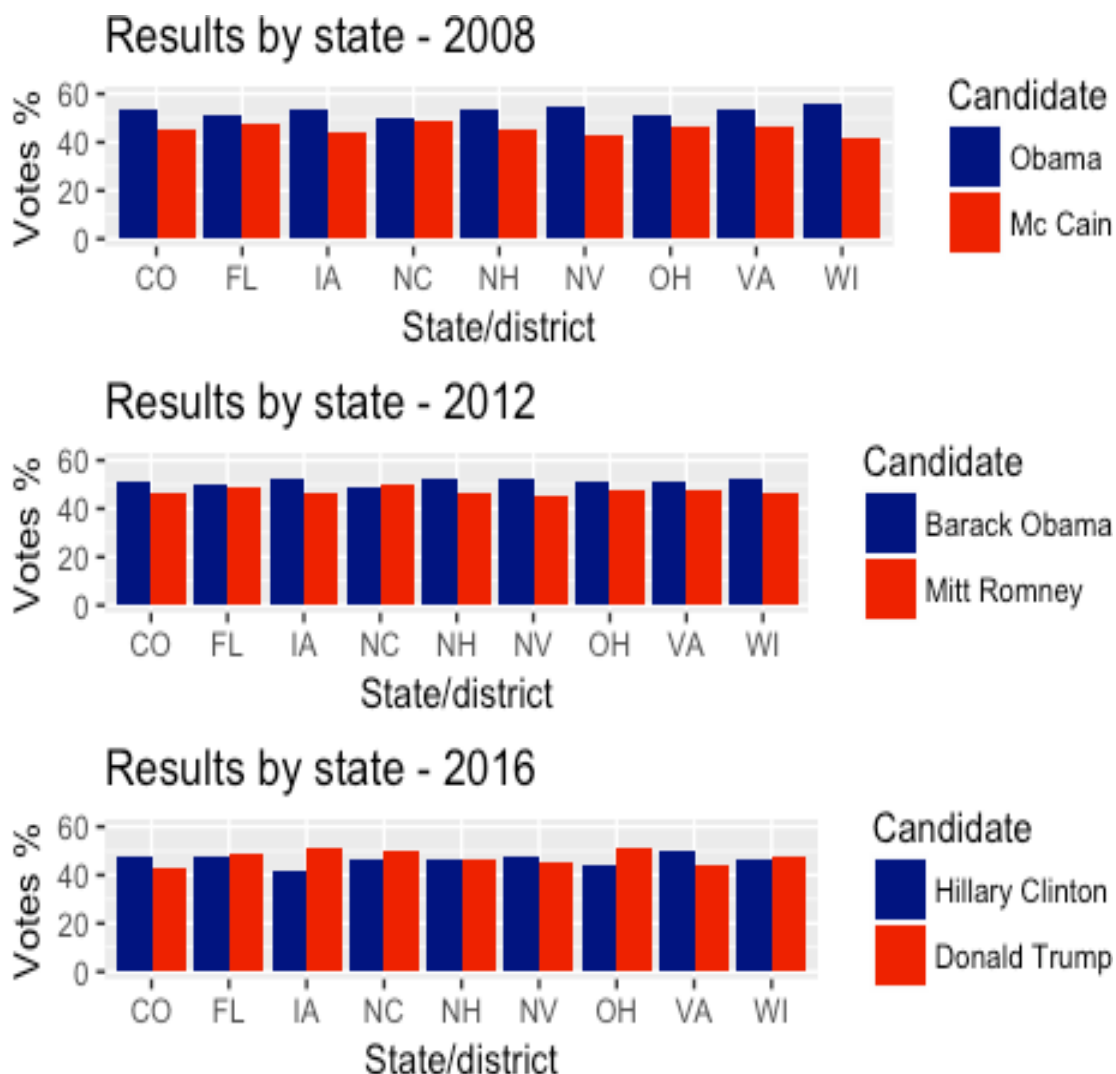 Results by state - 2008
Votes %
60
40
20
0
CO FL IA NC NH NV OH VA WI
State/district
Candidate
Obama
Mc Cain
Results by state - 2012
Votes %
60
40
20
0
CO FL IA NC NH NV OH VA WI
State/district
Candidate
Barack Obama
Mitt Romney
Results by state - 2016
Votes %
60
40
20
0
CO FL IA NC NH NV OH VA WI
State/district
Candidate
Hillary Clinton
Donald Trump